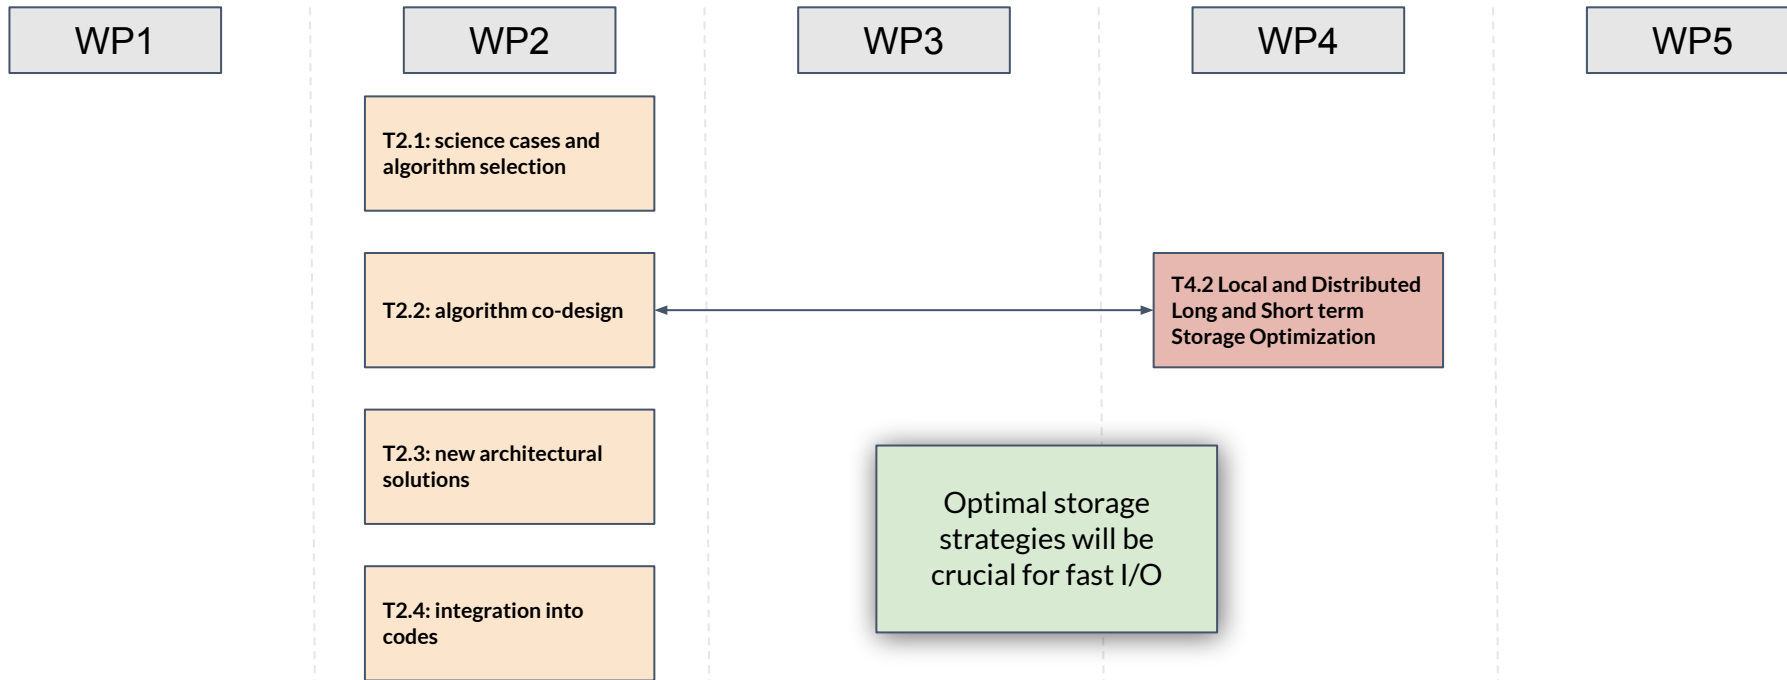 WP1
WP2
WP3
WP4
WP5
T2.1: science cases and
algorithm selection
T2.2: algorithm co-design
T4.2 Local and Distributed
Long and Short term
Storage Optimization
T2.3: new architectural
solutions
Optimal storage
strategies will be
crucial for fast I/O
T2.4: integration into
codes